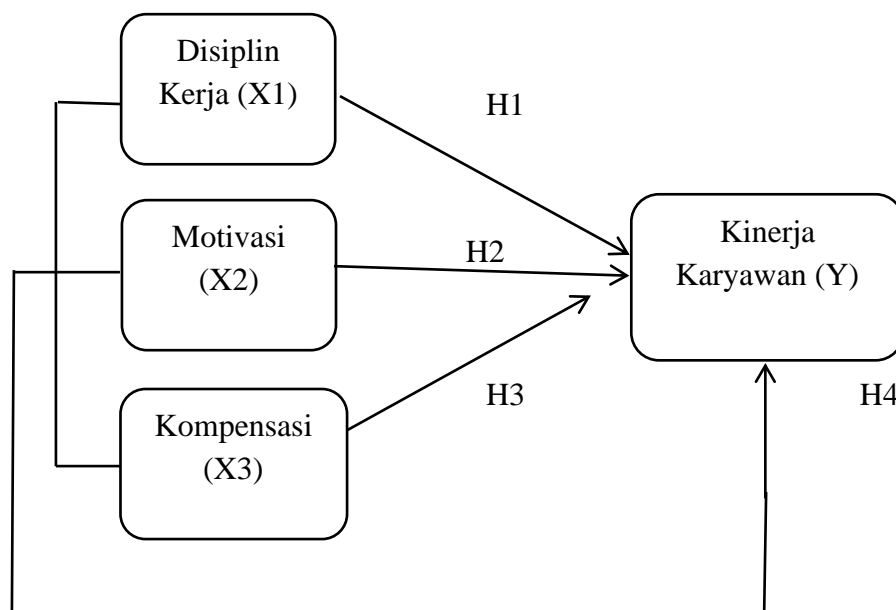 Disiplin
Kerja (X1)
H1
Motivasi
(X2)
H2
Kinerja
Karyawan (Y)
Kompensasi
(X3)
H3
H4